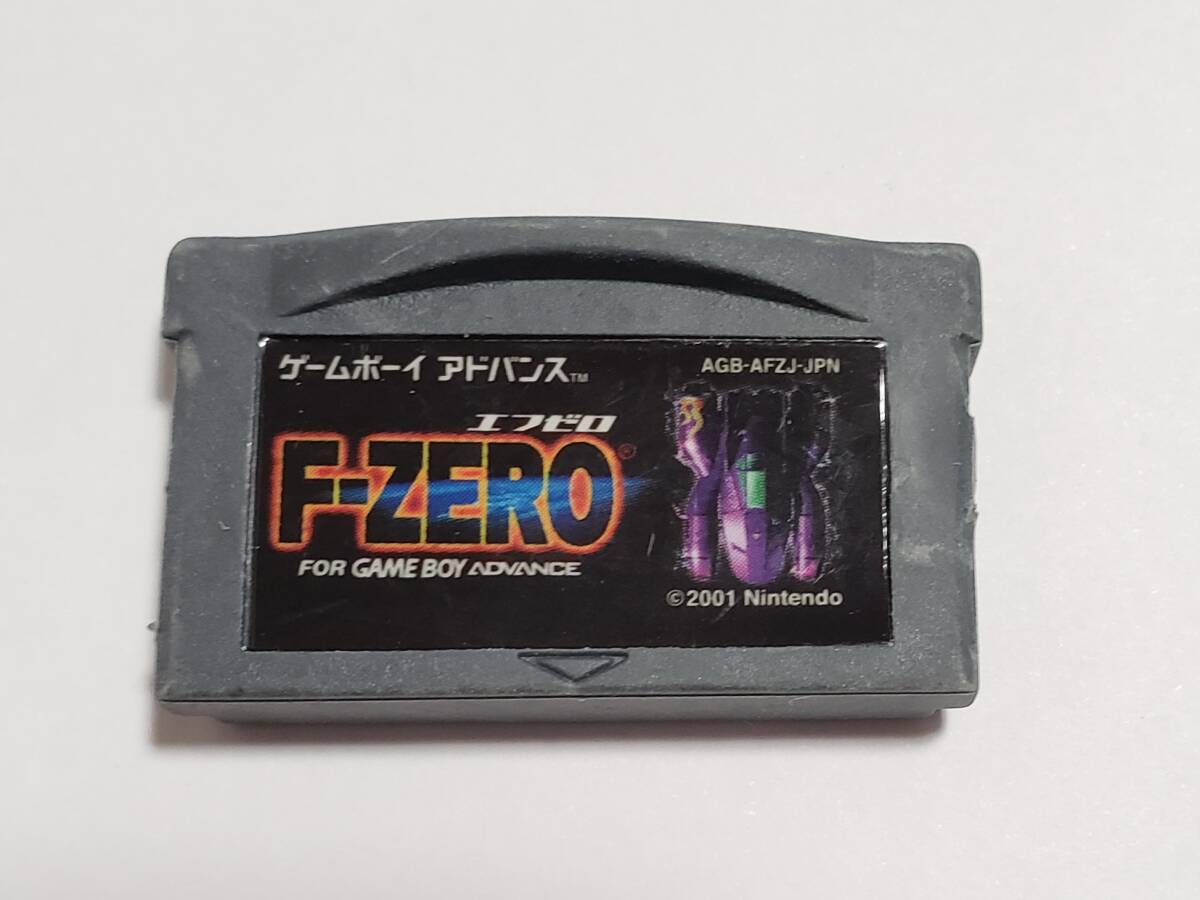 ゲームボーイ アドバンス™
AGB-AFZJ-JPN
エフゼロ
F-ZERO®
FOR GAME BOY ADVANCE
©2001 Nintendo